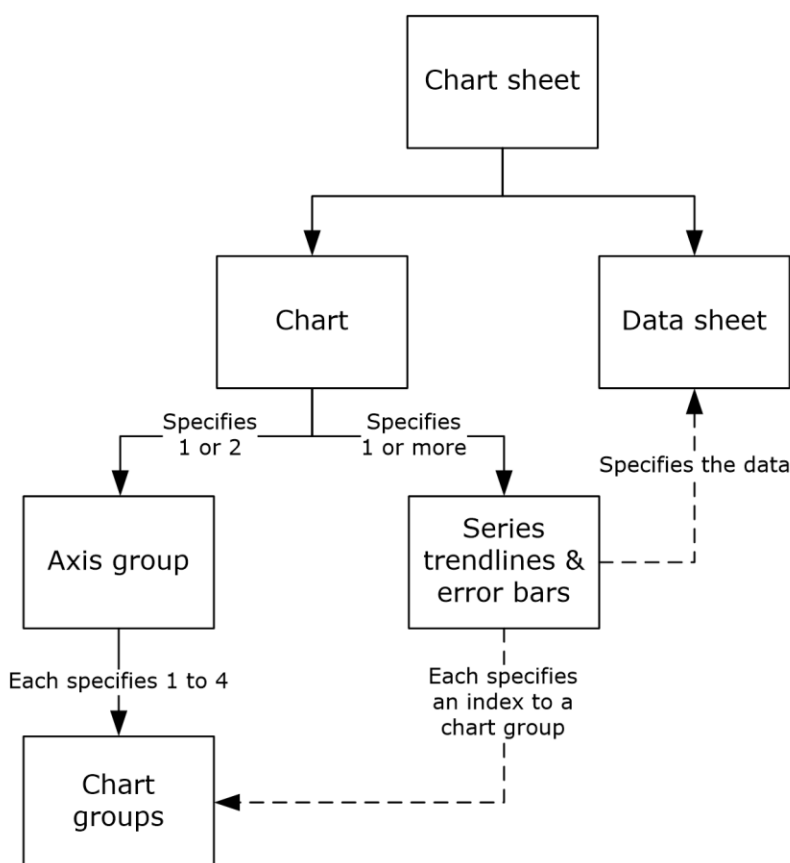 Chart sheet
Chart
Data sheet
Specifies
1 or 2
Specifies
1 or more
Specifies the data
Axis group
Series
trendlines &
error bars
Each specifies 1 to 4
Each specifies
an index to a
chart group
Chart
groups